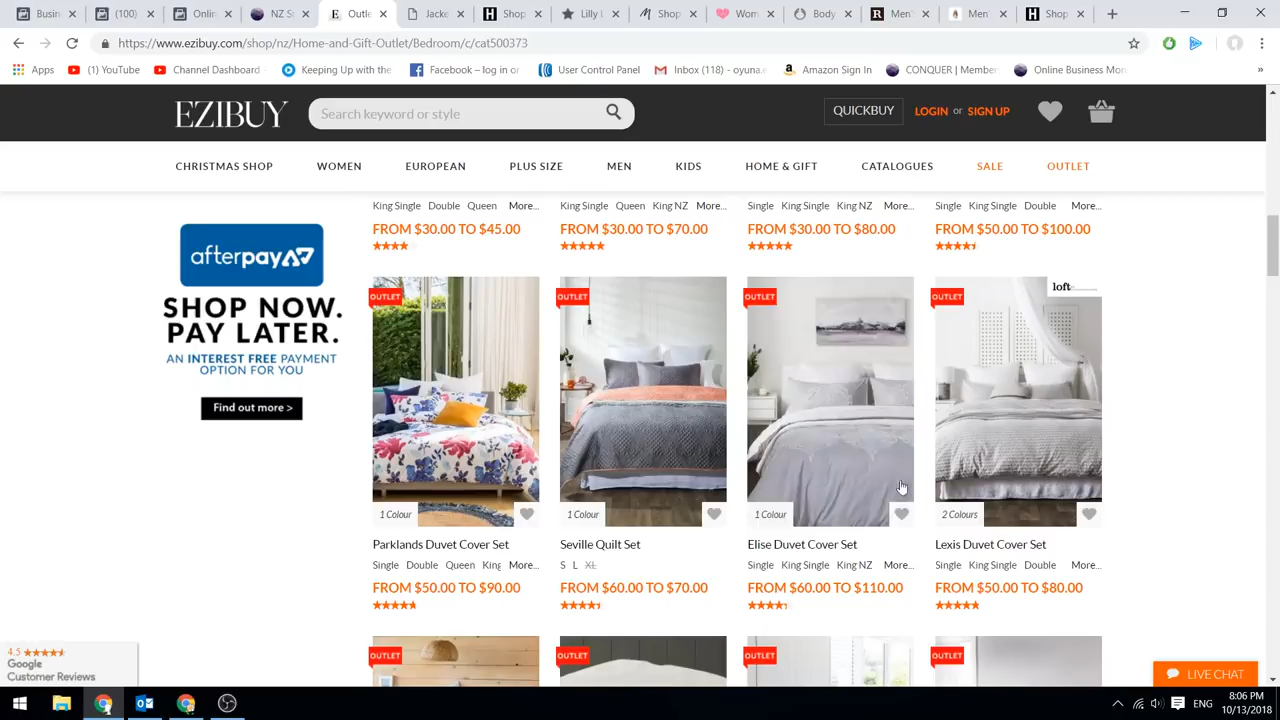 Busin
(100)
Onlin
NZ S
Outle
Jacke
Shop
Lilly L
Shop
Wom
Body
Men'
Men'
Shop
https://www.ezibuy.com/shop/nz/Home-and-Gift-Outlet/Bedroom/c/cat500373
Apps
(1) YouTube
Channel Dashboard
Keeping Up with the
Facebook – log in or
User Control Panel
Inbox (118) - oyuna.e
Amazon Sign In
CONQUER | Member
Online Business Mon
EZIBUY
Search keyword or style
QUICKBUY
LOGIN or SIGN UP
CHRISTMAS SHOP WOMEN EUROPEAN PLUS SIZE MEN KIDS HOME & GIFT CATALOGUES SALE OUTLET
King Single Double Queen More...
King Single Queen King NZ More...
Single King Single King NZ More...
Single King Single Double More...
FROM $30.00 TO $45.00
FROM $30.00 TO $70.00
FROM $30.00 TO $80.00
FROM $50.00 TO $100.00
afterpay
SHOP NOW.
PAY LATER.
AN INTEREST FREE PAYMENT
OPTION FOR YOU
Find out more >
OUTLET
OUTLET
OUTLET
OUTLET
loft
1 Colour
1 Colour
1 Colour
2 Colours
Parklands Duvet Cover Set
Seville Quilt Set
Elise Duvet Cover Set
Lexis Duvet Cover Set
Single Double Queen King More...
S L XL
Single King Single King NZ More...
Single King Single Double More...
FROM $50.00 TO $90.00
FROM $60.00 TO $70.00
FROM $60.00 TO $110.00
FROM $50.00 TO $80.00
OUTLET
OUTLET
OUTLET
OUTLET
4.5
Google
Customer Reviews
LIVE CHAT
ENG
8:06 PM
10/13/2018